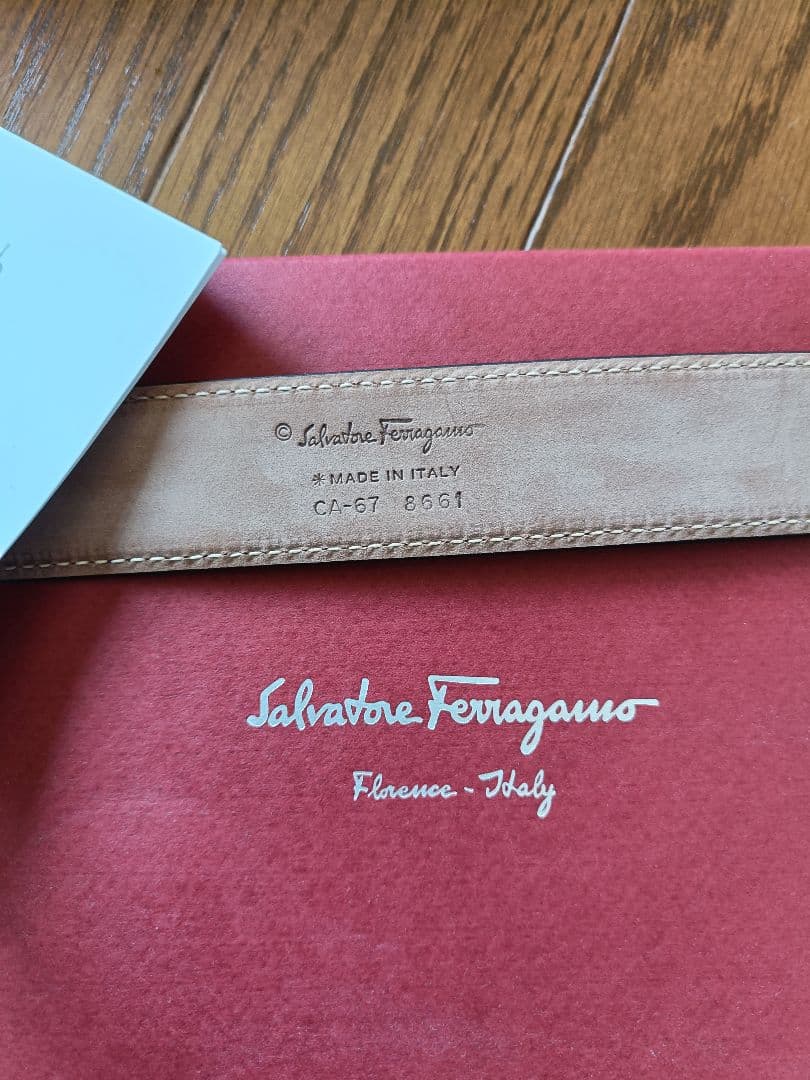 © Salvatore Ferragamo
*MADE IN ITALY
CA-67 8661
Salvatore Ferragamo
Florence - Italy